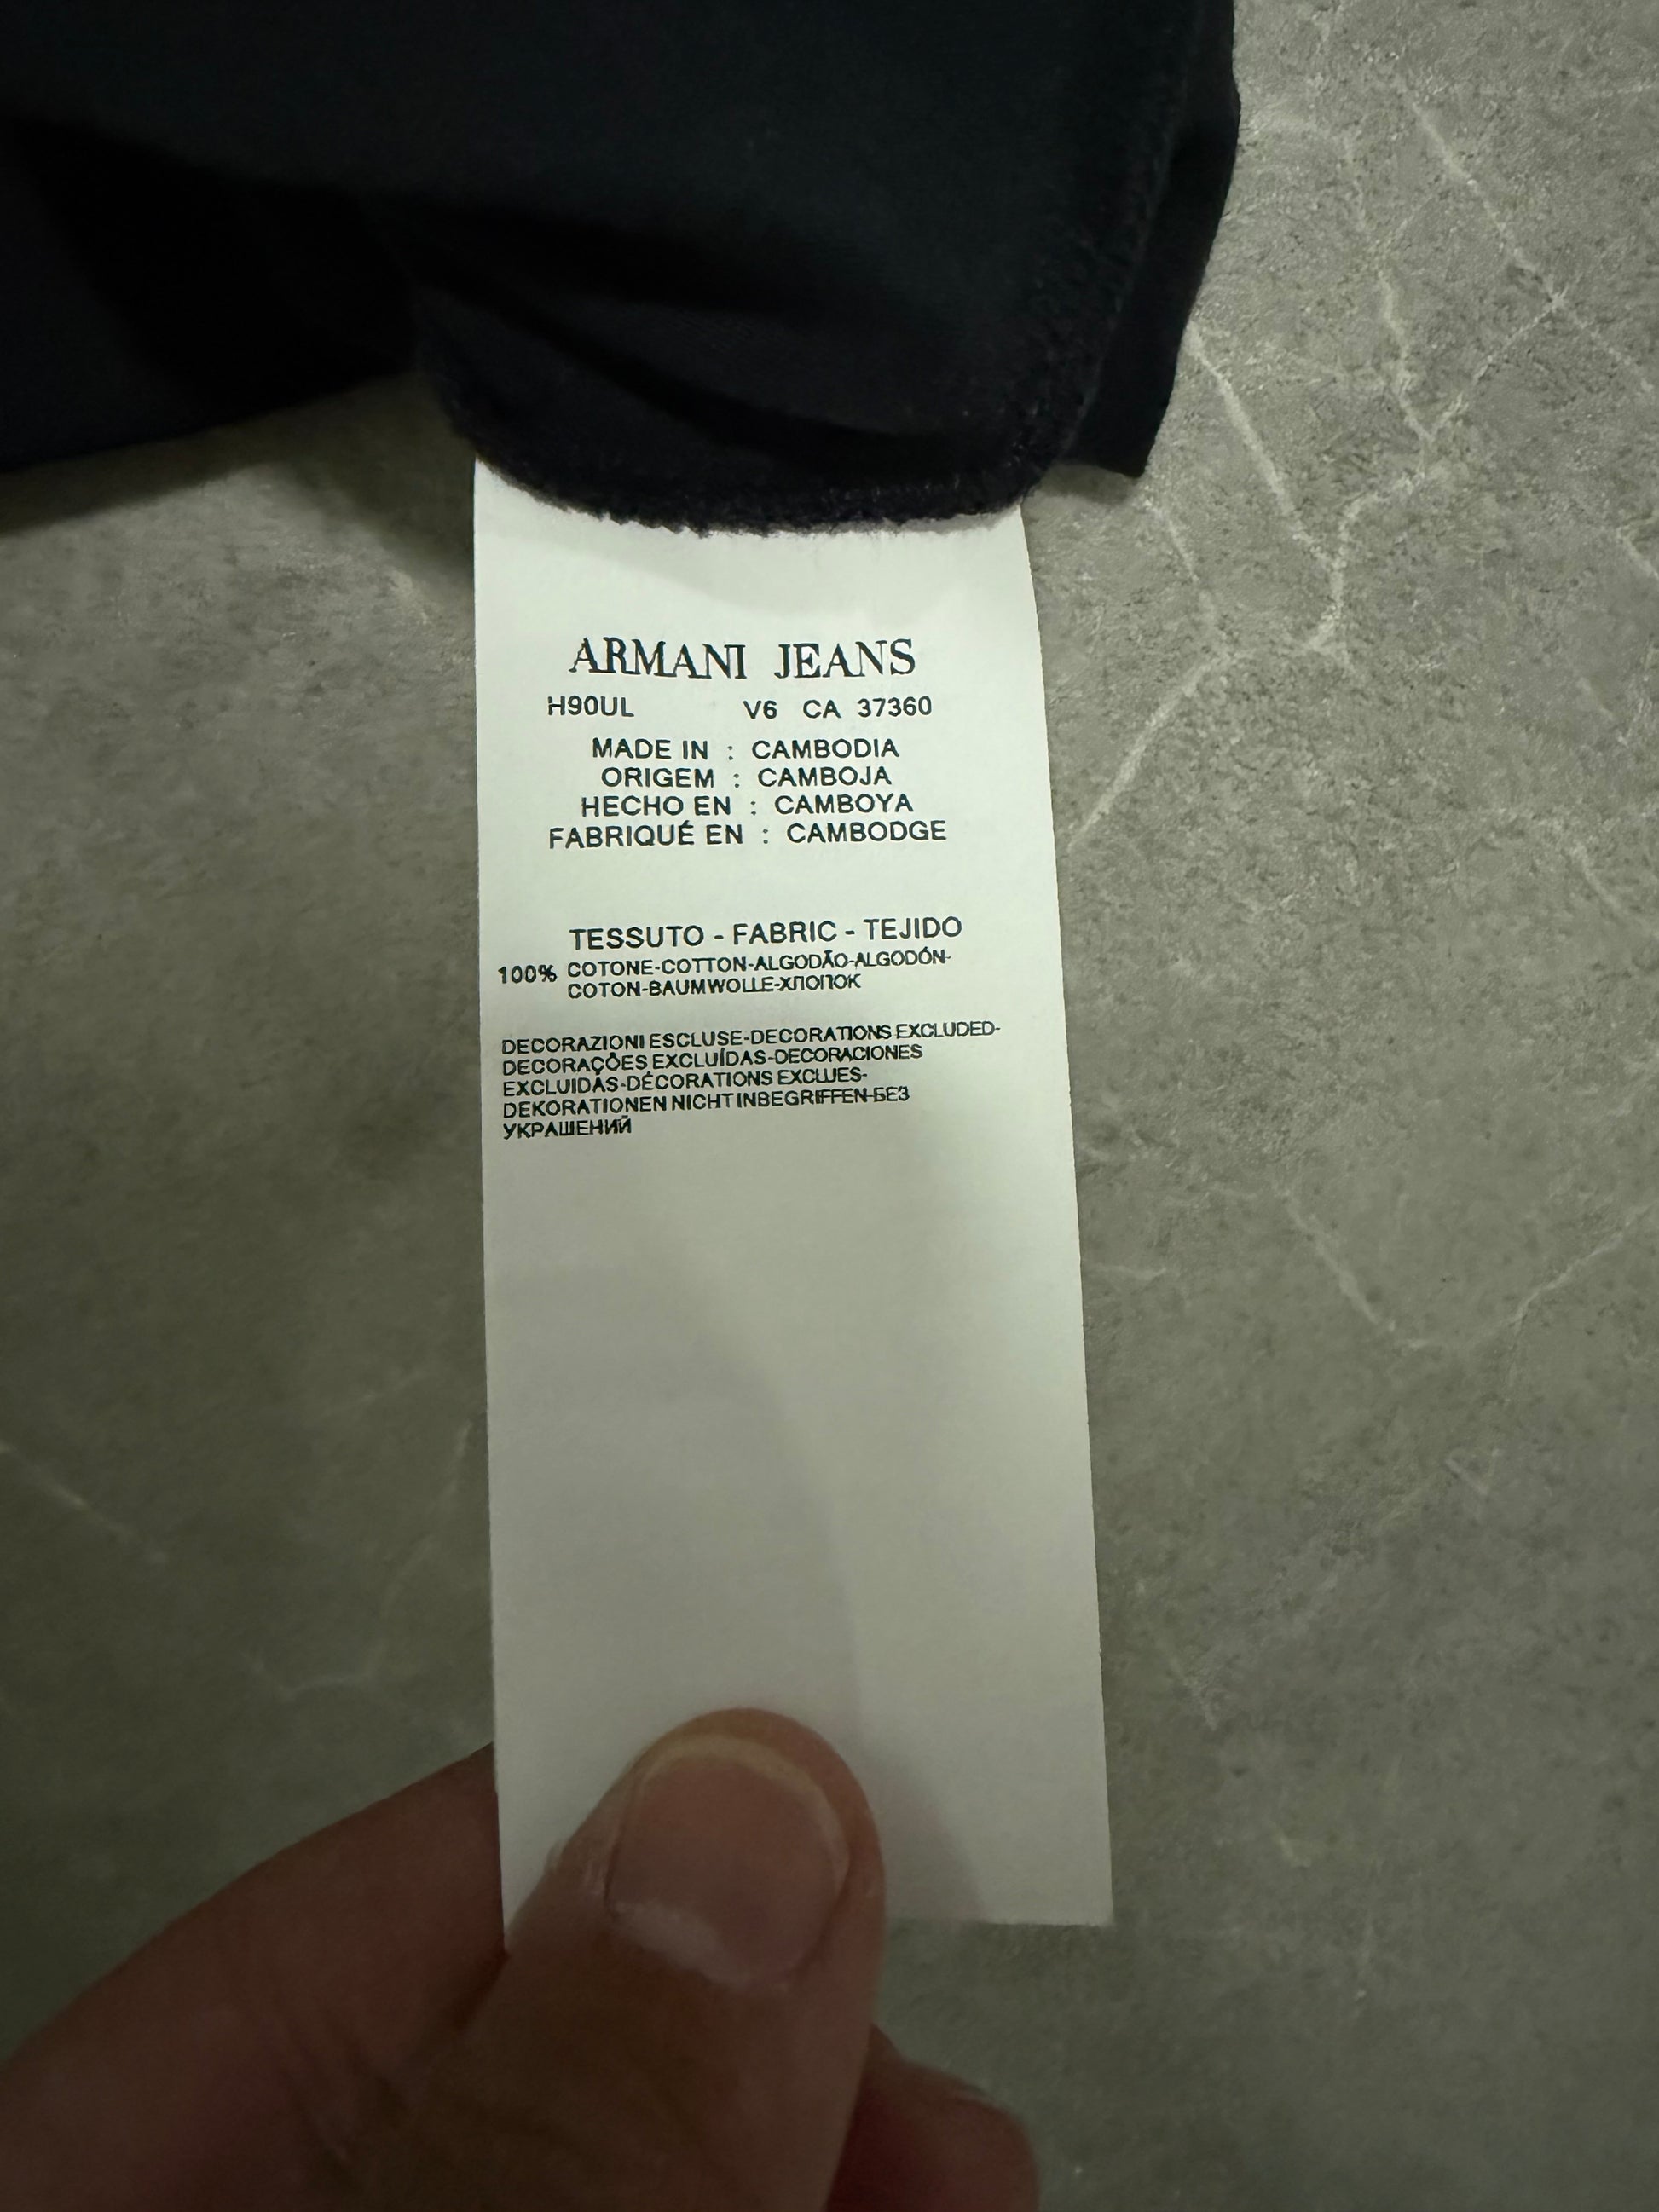 ARMANI JEANS
H90UL V6 CA 37360
MADE IN : CAMBODIA
ORIGEM : CAMBOJA
HECHO EN : CAMBOYA
FABRIQUÉ EN : CAMBODGE
TESSUTO - FABRIC - TEJIDO
100% COTONE-COTTON-ALGODÃO-ALGODÓN-
COTON-BAUMWOLLE-ХЛОПОК
DECORAZIONI ESCLUSE-DECORATIONS EXCLUDED-
DECORAÇÕES EXCLUÍDAS-DECORACIONES
EXCLUIDAS-DÉCORATIONS EXCLUES-
DEKORATIONEN NICHT INBEGRIFFEN-БЕЗ
УКРАШЕНИЙ